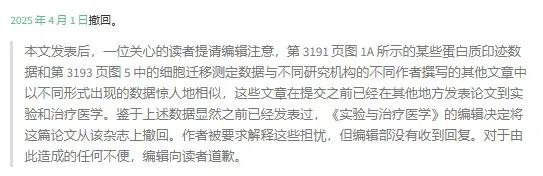 2025 年 4 月 1 日撤回。
本文发表后，一位关心的读者提请编辑注意，第 3191 页图 1A 所示的某些蛋白质印迹数
据和第 3193 页图 5 中的细胞迁移测定数据与不同研究机构的不同作者撰写的其他文章中
以不同形式出现的数据惊人地相似，这些文章在提交之前已经在其他地方发表论文到实
验和治疗医学。鉴于上述数据显然之前已经发表过，《实验与治疗医学》的编辑决定将
这篇论文从该杂志上撤回。作者被要求解释这些担忧，但编辑部没有收到回复。对于由
此造成的任何不便，编辑向读者道歉。